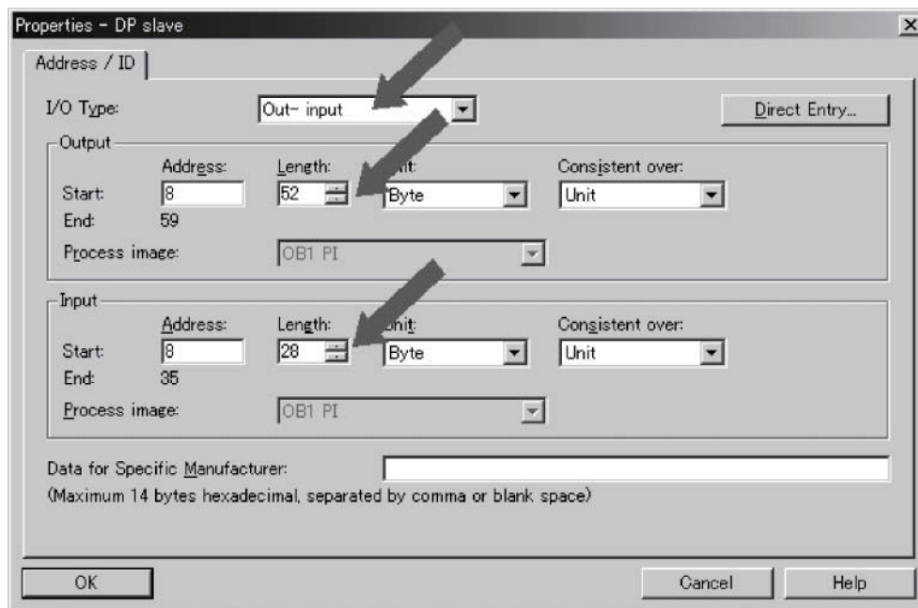 Properties - DP slave
Address / ID
I/O Type: Out- input Direct Entry...
Output
Address: Length: Consistent over:
Start: 8 52 Byte Unit
End: 59
Process image: OB1 PI
Input
Address: Length: Consistent over:
Start: 8 28 Byte Unit
End: 35
Process image: OB1 PI
Data for Specific Manufacturer:
(Maximum 14 bytes hexadecimal, separated by comma or blank space)
OK Cancel Help